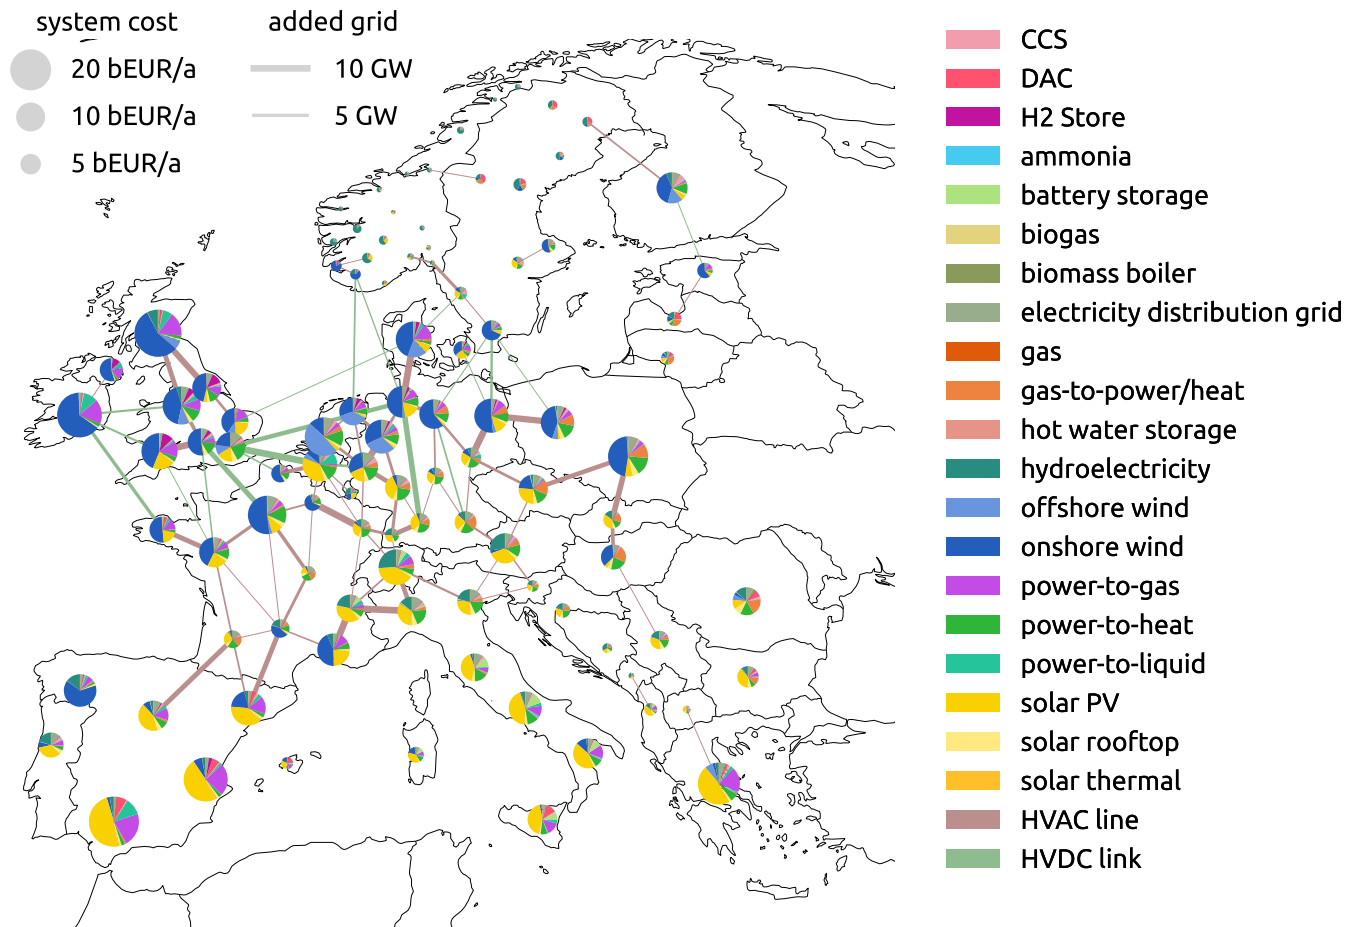 system cost
added grid
20 bEUR/a
10 GW
10 bEUR/a
5 GW
5 bEUR/a
CCS
DAC
H2 Store
ammonia
battery storage
biogas
biomass boiler
electricity distribution grid
gas
gas-to-power/heat
hot water storage
hydroelectricity
offshore wind
onshore wind
power-to-gas
power-to-heat
power-to-liquid
solar PV
solar rooftop
solar thermal
HVAC line
HVDC link